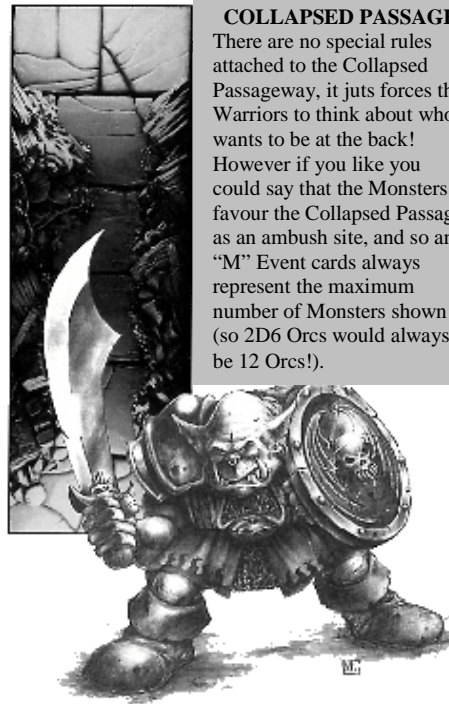 COLLAPSED PASSAGE
There are no special rules
attached to the Collapsed
Passageway, it juts forces th
Warriors to think about who
wants to be at the back!
However if you like you
could say that the Monsters
favour the Collapsed Passag
as an ambush site, and so an
“M” Event cards always
represent the maximum
number of Monsters shown
(so 2D6 Orcs would always
be 12 Orcs!).